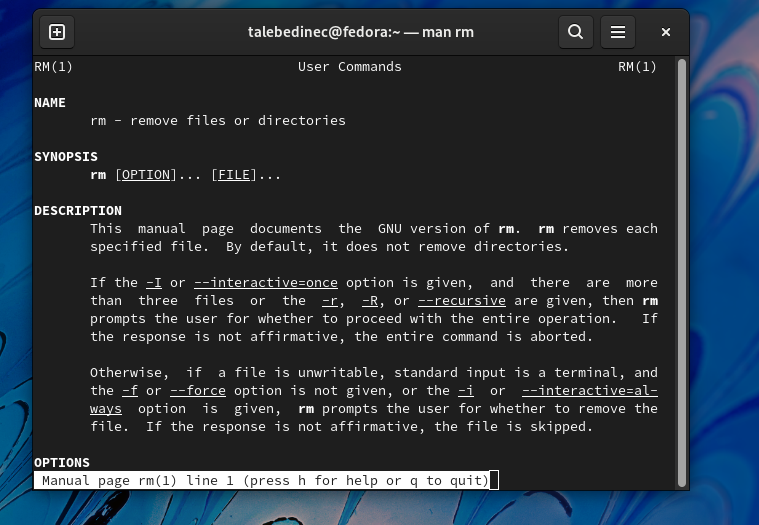 talebedinec@fedora:~ — man rm
RM(1) User Commands RM(1)
NAME
rm - remove files or directories
SYNOPSIS
rm [OPTION]... [FILE]...
DESCRIPTION
This manual page documents the GNU version of rm. rm removes each
specified file. By default, it does not remove directories.
If the -I or --interactive=once option is given, and there are more
than three files or the -r, -R, or --recursive are given, then rm
prompts the user for whether to proceed with the entire operation. If
the response is not affirmative, the entire command is aborted.
Otherwise, if a file is unwritable, standard input is a terminal, and
the -f or --force option is not given, or the -i or --interactive=al-
ways option is given, rm prompts the user for whether to remove the
file. If the response is not affirmative, the file is skipped.
OPTIONS
Manual page rm(1) line 1 (press h for help or q to quit)